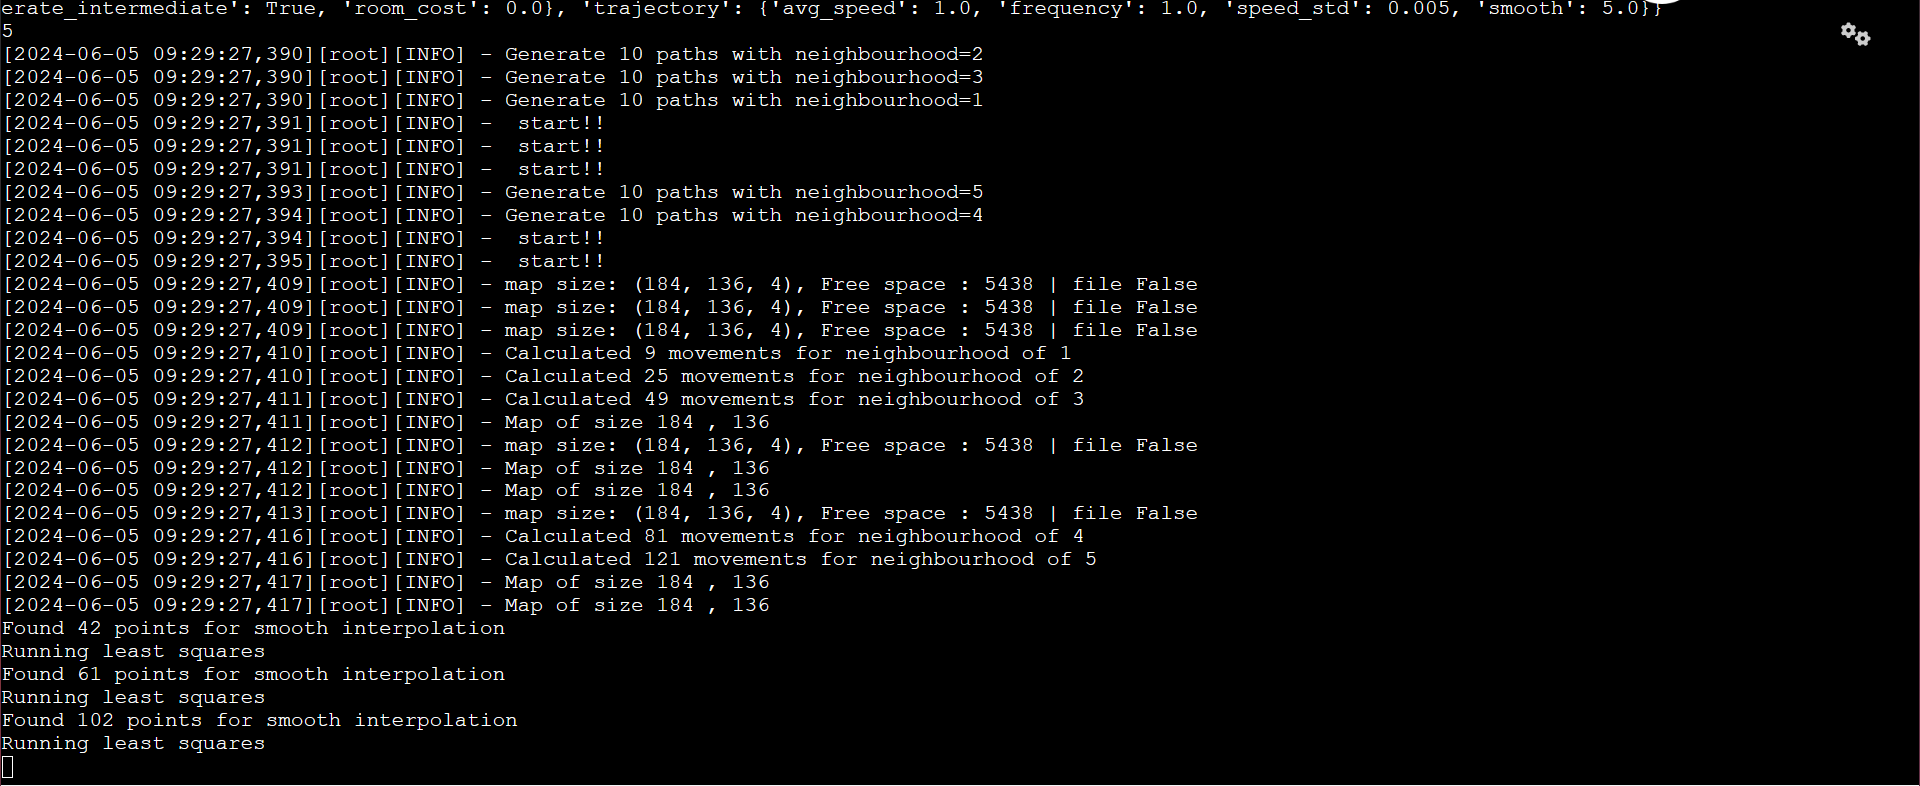 erate_intermediate': True, 'room_cost': 0.0}, 'trajectory': {'avg_speed': 1.0, 'frequency': 1.0, 'speed_std': 0.005, 'smooth': 5.0}}
5
[2024-06-05 09:29:27,390][root][INFO] - Generate 10 paths with neighbourhood=2
[2024-06-05 09:29:27,390][root][INFO] - Generate 10 paths with neighbourhood=3
[2024-06-05 09:29:27,390][root][INFO] - Generate 10 paths with neighbourhood=1
[2024-06-05 09:29:27,391][root][INFO] -  start!!
[2024-06-05 09:29:27,391][root][INFO] -  start!!
[2024-06-05 09:29:27,391][root][INFO] -  start!!
[2024-06-05 09:29:27,393][root][INFO] - Generate 10 paths with neighbourhood=5
[2024-06-05 09:29:27,394][root][INFO] - Generate 10 paths with neighbourhood=4
[2024-06-05 09:29:27,394][root][INFO] -  start!!
[2024-06-05 09:29:27,395][root][INFO] -  start!!
[2024-06-05 09:29:27,409][root][INFO] - map size: (184, 136, 4), Free space : 5438 | file False
[2024-06-05 09:29:27,409][root][INFO] - map size: (184, 136, 4), Free space : 5438 | file False
[2024-06-05 09:29:27,409][root][INFO] - map size: (184, 136, 4), Free space : 5438 | file False
[2024-06-05 09:29:27,410][root][INFO] - Calculated 9 movements for neighbourhood of 1
[2024-06-05 09:29:27,410][root][INFO] - Calculated 25 movements for neighbourhood of 2
[2024-06-05 09:29:27,411][root][INFO] - Calculated 49 movements for neighbourhood of 3
[2024-06-05 09:29:27,411][root][INFO] - Map of size 184 , 136
[2024-06-05 09:29:27,412][root][INFO] - map size: (184, 136, 4), Free space : 5438 | file False
[2024-06-05 09:29:27,412][root][INFO] - Map of size 184 , 136
[2024-06-05 09:29:27,412][root][INFO] - Map of size 184 , 136
[2024-06-05 09:29:27,413][root][INFO] - map size: (184, 136, 4), Free space : 5438 | file False
[2024-06-05 09:29:27,416][root][INFO] - Calculated 81 movements for neighbourhood of 4
[2024-06-05 09:29:27,416][root][INFO] - Calculated 121 movements for neighbourhood of 5
[2024-06-05 09:29:27,417][root][INFO] - Map of size 184 , 136
[2024-06-05 09:29:27,417][root][INFO] - Map of size 184 , 136
Found 42 points for smooth interpolation
Running least squares
Found 61 points for smooth interpolation
Running least squares
Found 102 points for smooth interpolation
Running least squares